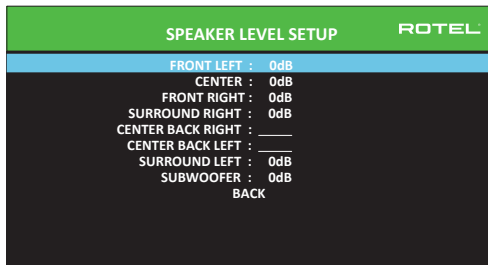 SPEAKER LEVEL SETUP
ROTEL
FRONT LEFT : 0dB
CENTER : 0dB
FRONT RIGHT : 0dB
SURROUND RIGHT : 0dB
CENTER BACK RIGHT : _____
CENTER BACK LEFT : _____
SURROUND LEFT : 0dB
SUBWOOFER : 0dB
BACK